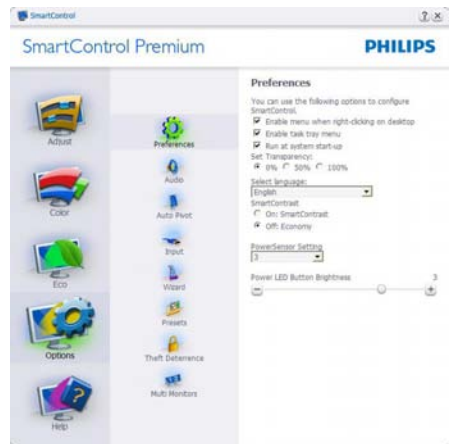 SmartControl
SmartControl Premium
PHILIPS
Adjust
Color
Eco
Options
Help
Preferences
Audio
Auto Pivot
Input
Wizard
Presets
Theft Deterrence
Multi Monitors
Preferences
You can use the following options to configure
SmartControl.
Enable menu when right-clicking on desktop
Enable task tray menu
Run at system start-up
Set Transparency:
0% 50% 100%
Select language:
English
SmartContrast
On: SmartContrast
Off: Economy
PowerSensor Setting
3
Power LED Button Brightness 3